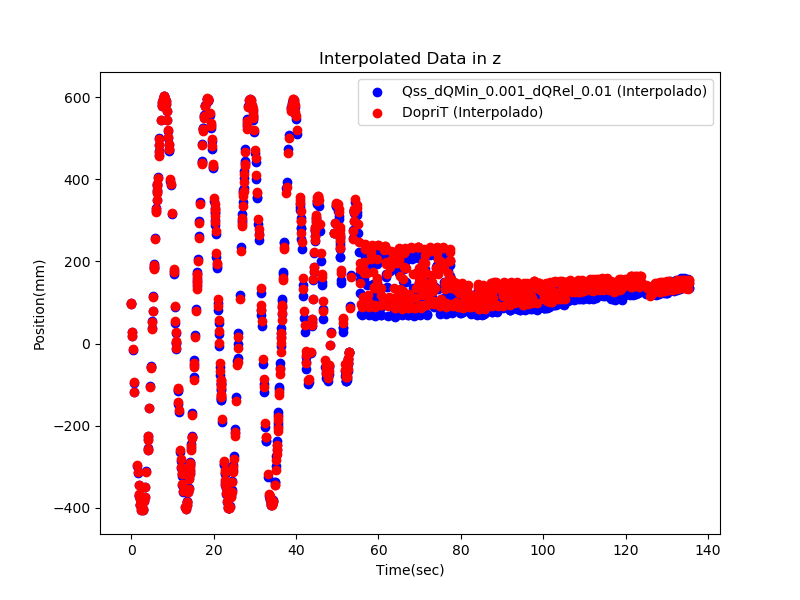 Interpolated Data in z
Qss_dQMin_0.001_dQRel_0.01 (Interpolado)
DopriT (Interpolado)
600
400
200
0
−200
−400
Position(mm)
0 20 40 60 80 100 120 140
Time(sec)